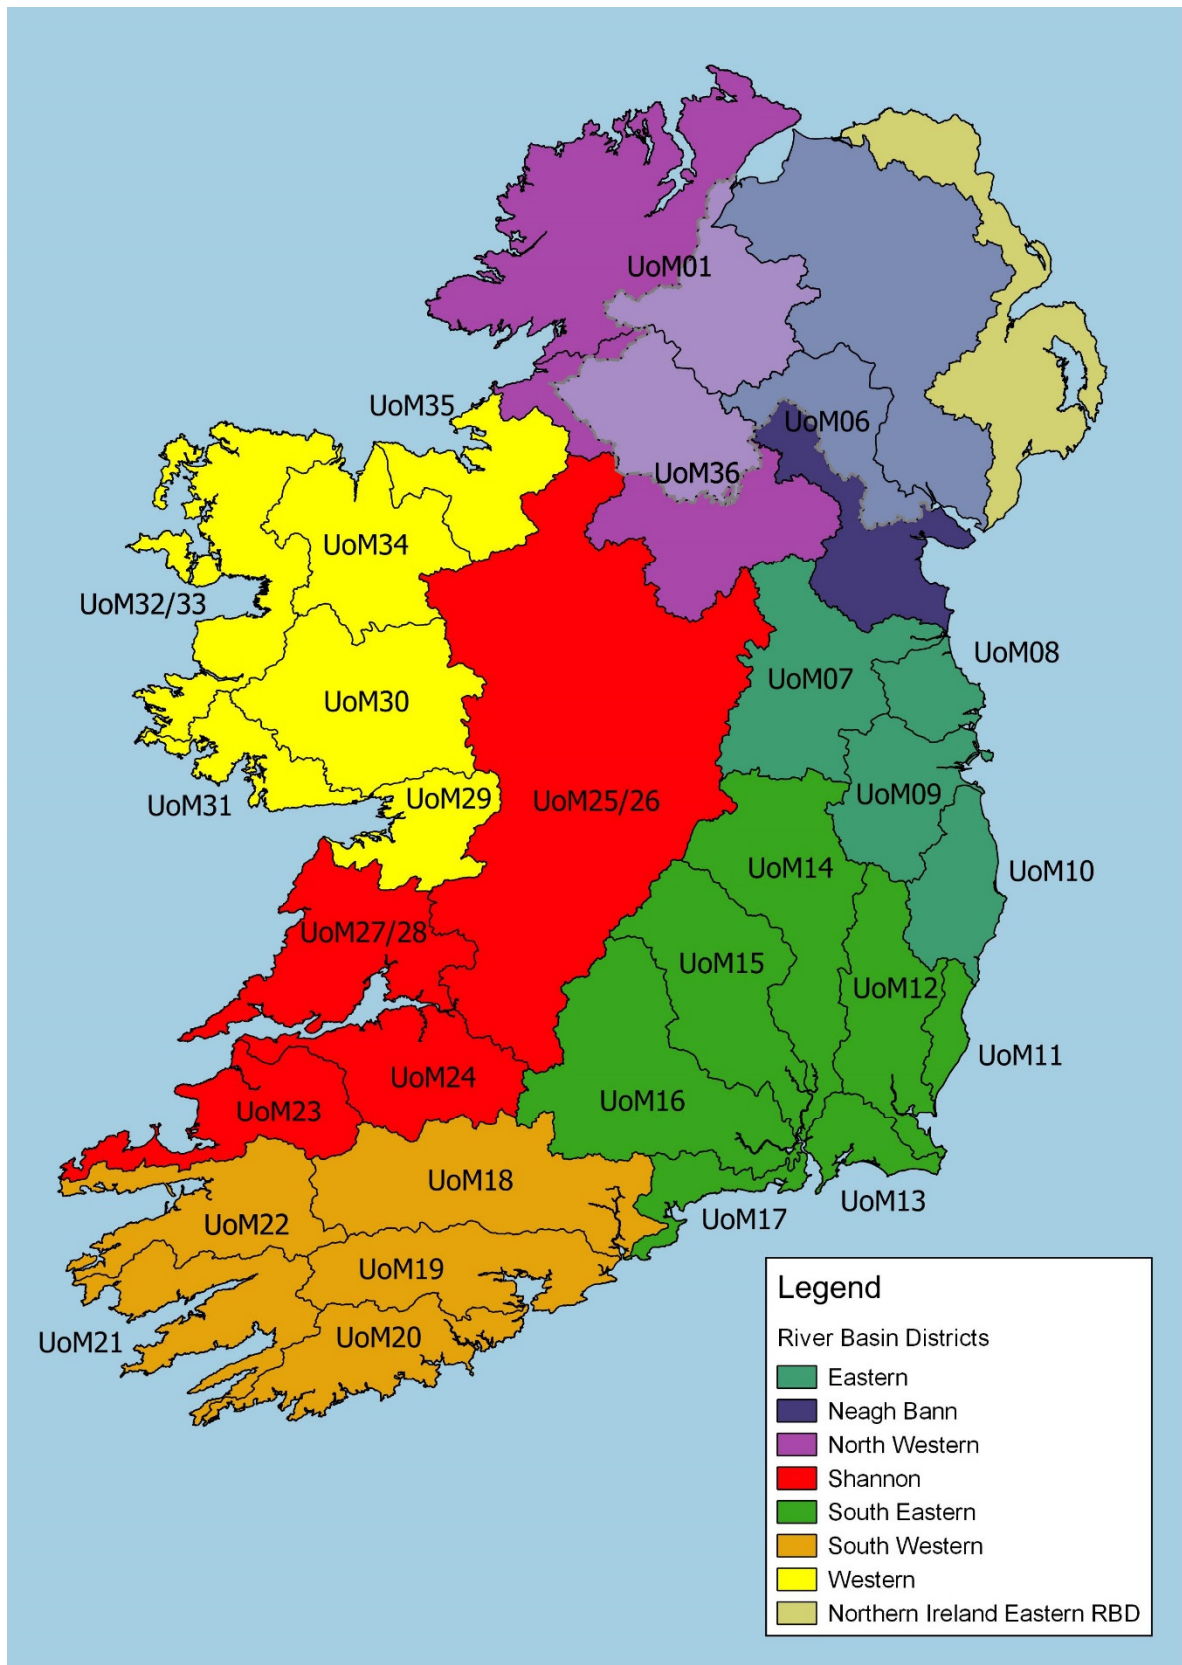 UoM01
UoM35
UoM06
UoM36
UoM34
UoM32/33
UoM08
UoM07
UoM30
UoM31
UoM29
UoM25/26
UoM09
UoM14
UoM10
UoM27/28
UoM15
UoM12
UoM11
UoM24
UoM23
UoM16
UoM18
UoM13
UoM17
UoM22
UoM19
UoM21
UoM20
Legend
River Basin Districts
Eastern
Neagh Bann
North Western
Shannon
South Eastern
South Western
Western
Northern Ireland Eastern RBD